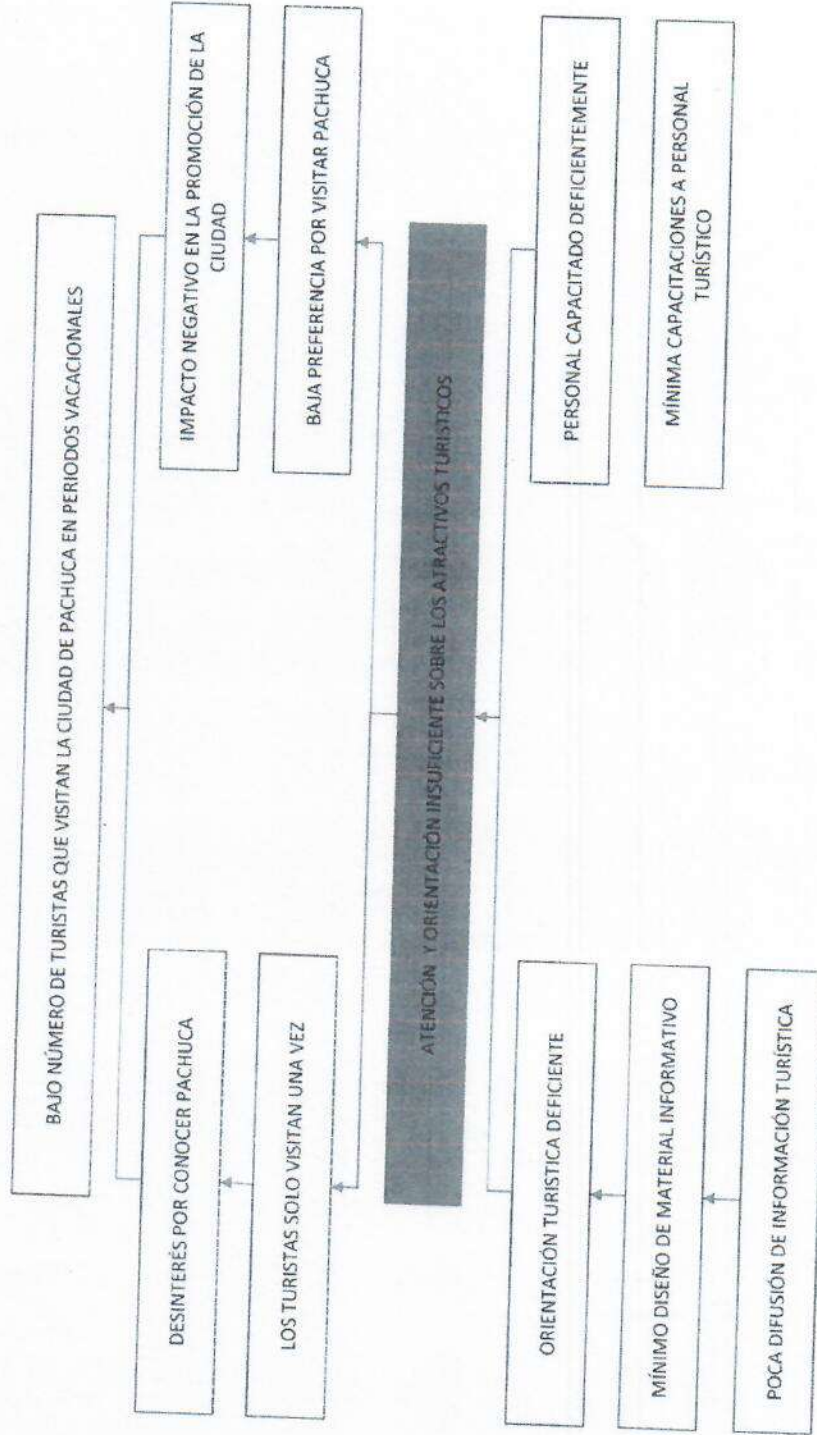 BAJO NÚMERO DE TURISTAS QUE VISITAN LA CIUDAD DE PACHUCA EN PERIODOS VACACIONALES
DESINTERÉS POR CONOCER PACHUCA
IMPACTO NEGATIVO EN LA PROMOCIÓN DE LA
CIUDAD
LOS TURISTAS SOLO VISITAN UNA VEZ
BAJA PREFERENCIA POR VISITAR PACHUCA
ATENCIÓN Y ORIENTACIÓN INSUFICIENTE SOBRE LOS ATRACTIVOS TURISTICOS
ORIENTACIÓN TURISTICA DEFICIENTE
PERSONAL CAPACITADO DEFICIENTEMENTE
MÍNIMO DISEÑO DE MATERIAL INFORMATIVO
MÍNIMA CAPACITACIONES A PERSONAL
TURÍSTICO
POCA DIFUSIÓN DE INFORMACIÓN TURÍSTICA